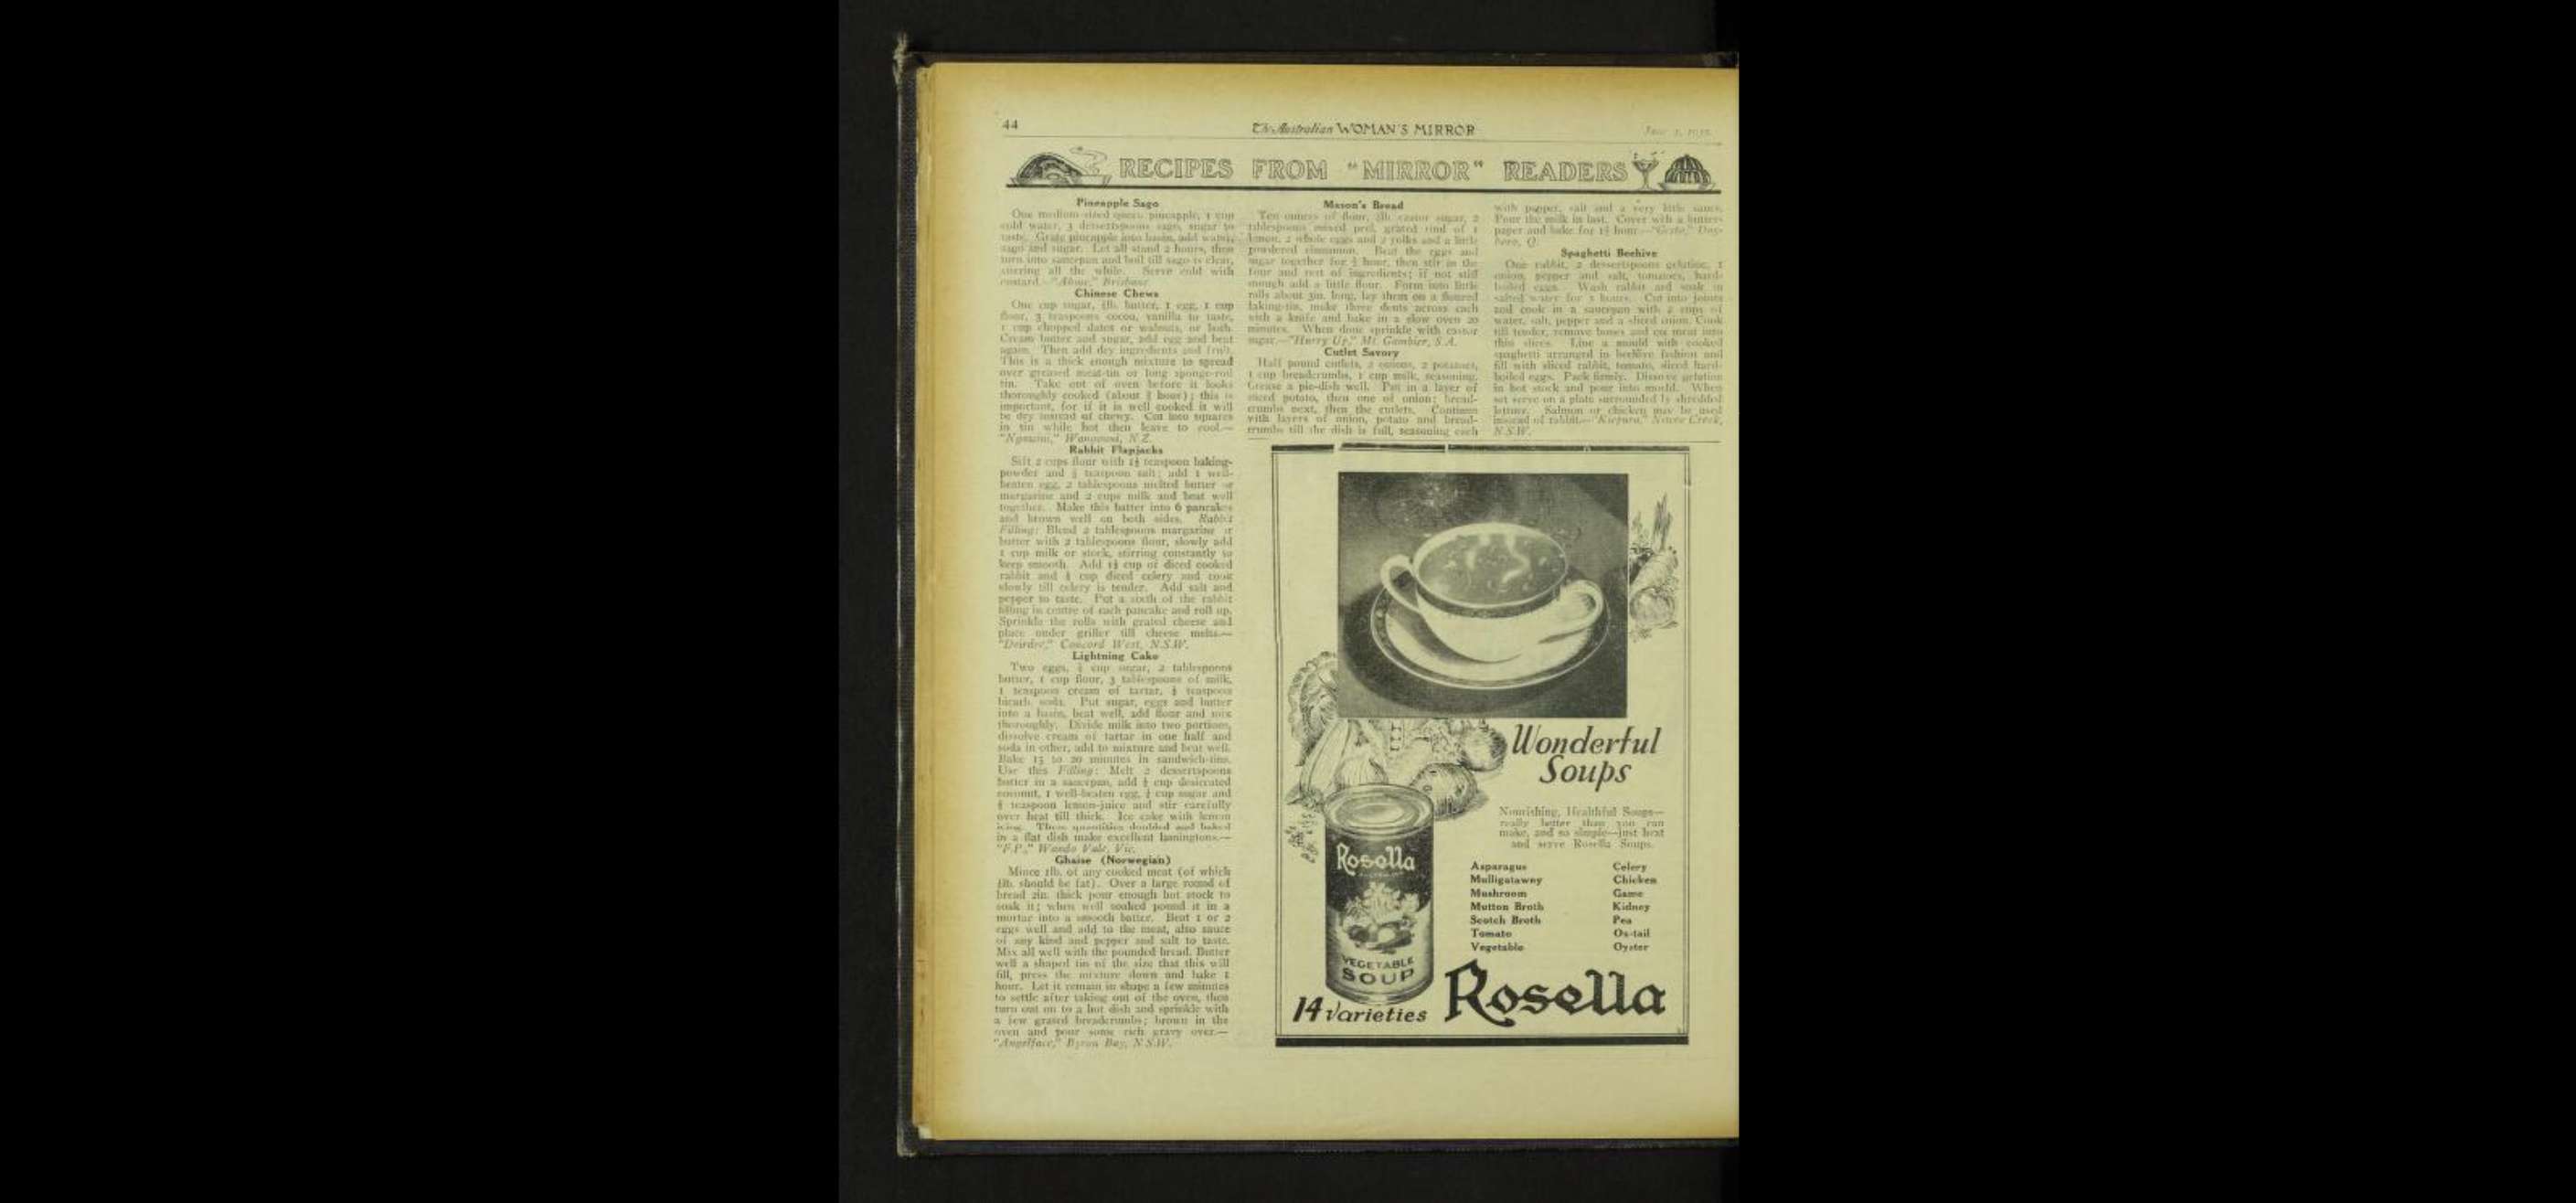 44
The Australian WOMAN'S MIRROR
RECIPES FROM "MIRROR" READERS
Pineapple Sago
One medium-sized green pineapple, 1 cup
cold water, 3 dessertspoons sago, sugar to
taste. Grate pineapple into basin, add water,
sago and sugar. Let all stand 2 hours, then
turn into saucepan and boil till sago is clear,
stirring all the while. Serve cold with
custard.— Brisbane.
Chinese Chews
One cup sugar, butter, 1 egg, 1 cup
flour, 3 teaspoons cocoa, vanilla to taste,
1 cup chopped dates or walnuts, or both.
Cream butter and sugar, add egg and beat
again. Then add dry ingredients and fruit.
This is a thick enough mixture to spread
over greased meat-tin or long sponge-roll
tin. Take out of oven before it looks
thoroughly cooked (about hour); this is
important, for if it is well cooked it will
be dry instead of chewy. Cut into squares
in tin while hot then leave to cool.—
N.Z.
Rabbit Flapjacks
Sift 2 cups flour with 1½ teaspoon baking-
powder and teaspoon salt; add 1 well-
beaten egg, 2 tablespoons melted butter or
margarine and 2 cups milk and beat well
together. Make this batter into 6 pancakes
and brown well on both sides. Rabbit
Filling: Blend 2 tablespoons margarine or
butter with 2 tablespoons flour, slowly add
1 cup milk or stock, stirring constantly to
keep smooth. Add 1½ cup of diced cooked
rabbit and cup diced celery and cook
slowly till celery is tender. Add salt and
pepper to taste. Put a sixth of the rabbit
filling in centre of each pancake and roll up.
Sprinkle the rolls with grated cheese and
place under griller till cheese melts.—
"Deirdre," Concord West, N.S.W.
Lightning Cake
Two eggs, cup sugar, 2 tablespoons
butter, 1 cup flour, 3 tablespoons of milk,
1 teaspoon cream of tartar, ½ teaspoon
bicarb. soda. Put sugar, eggs and butter
into a basin, beat well, add flour and mix
thoroughly. Divide milk into two portions,
dissolve cream of tartar in one half and
soda in other, add to mixture and beat well.
Bake 15 to 20 minutes in sandwich-tins.
Use this Filling: Melt 2 dessertspoons
butter in a saucepan, add cup desiccated
coconut, 1 well-beaten egg, cup sugar and
teaspoon lemon-juice and stir carefully
over heat till thick. Ice cake with lemon
icing. These quantities doubled and baked
in a flat dish make excellent lamingtons.—
"F.P.," Wando Vale, Vic.
Ghaise (Norwegian)
Mince 1lb. of any cooked meat (of which
should be fat). Over a large round of
bread 2in. thick pour enough hot stock to
soak it; when well soaked pound it in a
mortar into a smooth batter. Beat 1 or 2
eggs well and add to the meat, also sauce
of any kind and pepper and salt to taste.
Mix all well with the pounded bread. Butter
well a shaped tin of the size that this will
fill, press the mixture down and bake 1
hour. Let it remain in shape a few minutes
to settle after taking out of the oven, then
turn out on to a hot dish and sprinkle with
a few grated breadcrumbs; brown in the
oven and pour some rich gravy over.—
"Angelface," Byron Bay, N.S.W.
Mason's Bread
Ten ounces of flour, castor sugar, 2
tablespoons mixed peel, grated rind of 1
lemon, 2 whole eggs and 2 yolks and a little
powdered cinnamon. Beat the eggs and
sugar together for hour, then stir in the
flour and rest of ingredients; if not stiff
enough add a little flour. Form into little
rolls about 3in. long, lay them on a floured
baking-tin, make three dents across each
with a knife and bake in a slow oven 20
minutes. When done sprinkle with castor
sugar.—"Hurry Up," Mt. Gambier, S.A.
Cutlet Savory
Half pound cutlets, 2 onions, 2 potatoes,
1 cup breadcrumbs, 1 cup milk, seasoning.
Grease a pie-dish well. Put in a layer of
sliced potato, then one of onion; bread-
crumbs next, then the cutlets. Continue
with layers of onion, potato and bread-
crumbs till the dish is full, seasoning each
with pepper, salt and a very little sauce.
Pour the milk in last. Cover with a butter-
paper and bake for 1½ hour.—
Q.
Spaghetti Beehive
One rabbit, 2 dessertspoons gelatine, 1
onion, pepper and salt, tomatoes, hard-
boiled eggs. Wash rabbit and soak in
salted water for hours. Cut into joints
and cook in a saucepan with 2 cups of
water, salt, pepper and a sliced onion. Cook
till tender, remove bones and cut meat into
thin slices. Line a mould with cooked
spaghetti arranged in beehive fashion and
fill with sliced rabbit, tomato, sliced hard-
boiled eggs. Pack firmly. Dissolve gelatine
in hot stock and pour into mould. When
set serve on a plate surrounded by shredded
lettuce. Salmon or chicken may be used
instead of rabbit.— Creek,
N.S.W.
Wonderful
Soups
Nourishing, Healthful Soups—
really better than you can
make, and so simple—just heat
and serve Rosella Soups.
Asparagus Celery
Mulligatawny Chicken
Mushroom Game
Mutton Broth Kidney
Scotch Broth Pea
Tomato Ox-tail
Vegetable Oyster
Rosella
VEGETABLE
SOUP
14 varieties
Rosella